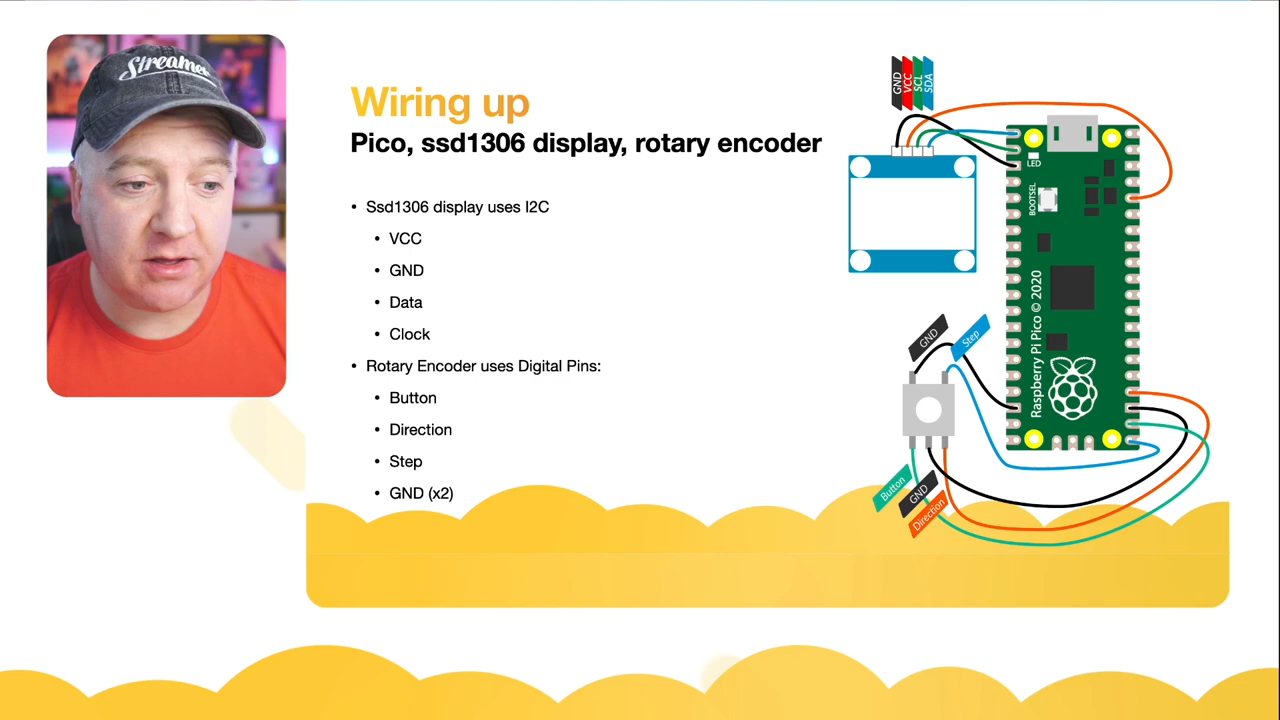 Streamer
Wiring up
Pico, ssd1306 display, rotary encoder
• Ssd1306 display uses I2C
• VCC
• GND
• Data
• Clock
• Rotary Encoder uses Digital Pins:
• Button
• Direction
• Step
• GND (x2)
GND
VCC
SCL
SDA
LED
BOOTSEL
Raspberry Pi Pico © 2020
GND
Step
Button
GND
Direction